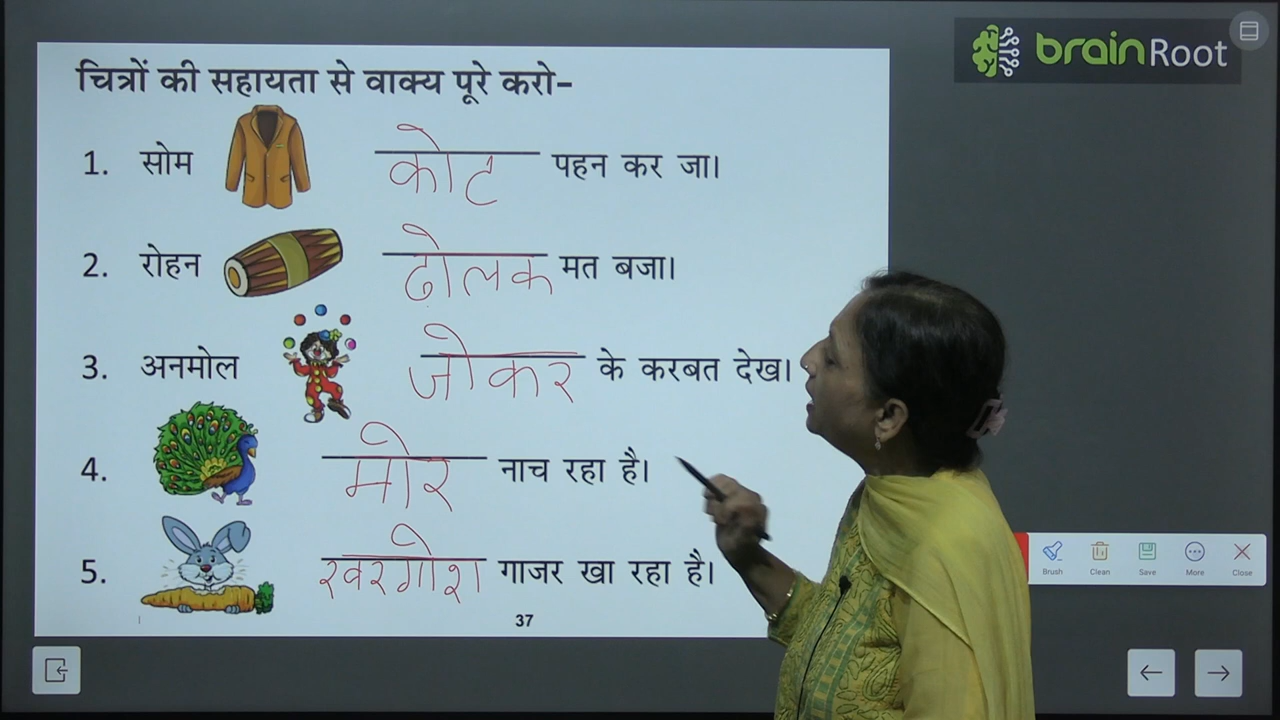 brainRoot
चित्रों की सहायता से वाक्य पूरे करो-
1. सोम कोट पहन कर जा।
2. रोहन ढोलक मत बजा।
3. अनमोल जोकर के करबत देख।
4. मोर नाच रहा है।
5. खरगोश गाजर खा रहा है।
37
Brush Clean Save More Close